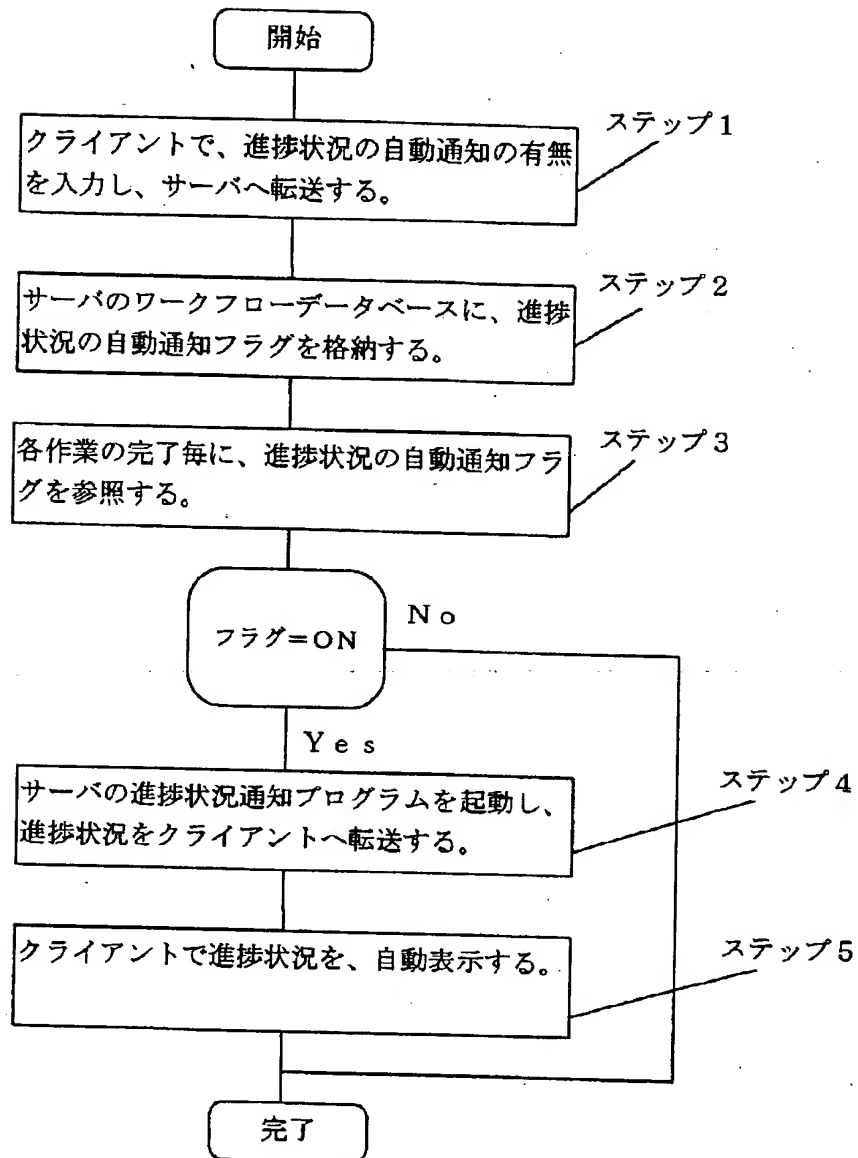 開始
ステップ1
クライアントで、進捗状況の自動通知の有無
を入力し、サーバへ転送する。
ステップ2
サーバのワークフローデータベースに、進捗
状況の自動通知フラグを格納する。
ステップ3
各作業の完了毎に、進捗状況の自動通知フラ
グを参照する。
フラグ=ON
No
Yes
ステップ4
サーバの進捗状況通知プログラムを起動し、
進捗状況をクライアントへ転送する。
ステップ5
クライアントで進捗状況を、自動表示する。
完了